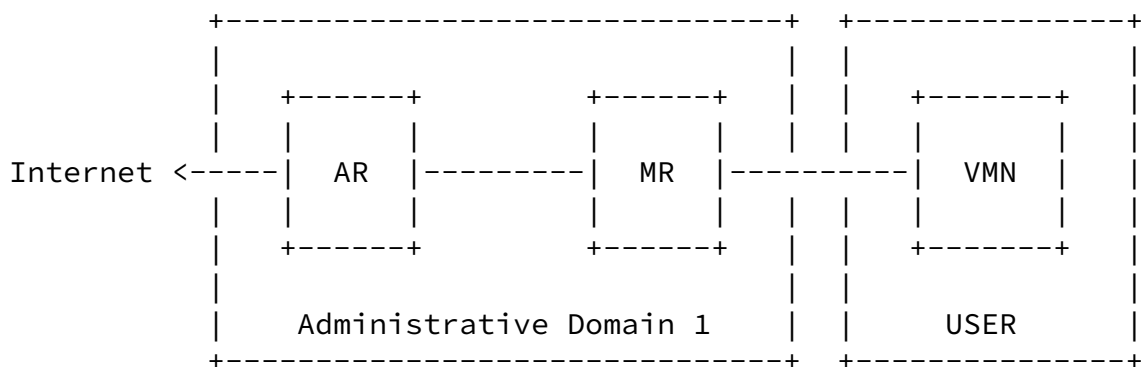 Internet <-----| AR |---------| MR |----------| VMN |
Administrative Domain 1 USER